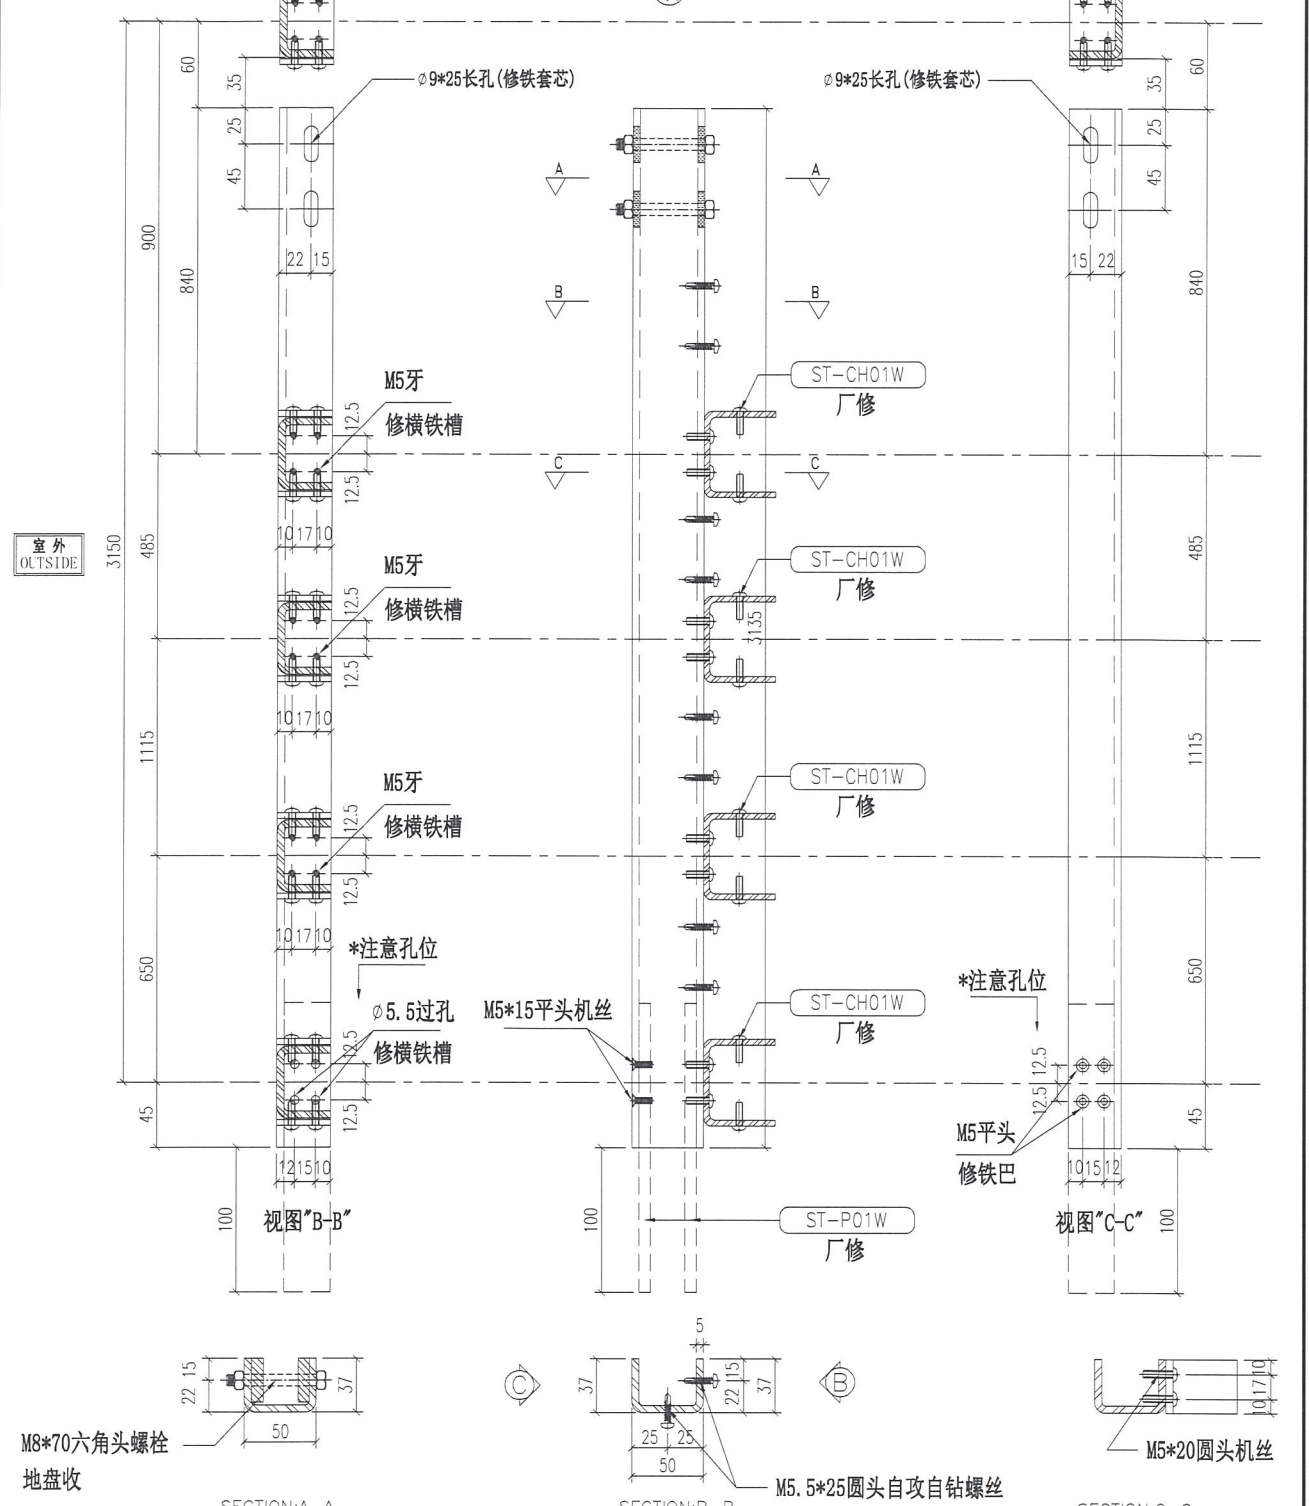 60
35
∅9*25长孔(修铁套芯)
∅9*25长孔(修铁套芯)
35
60
25
45
25
45
A
A
900
840
22 15
15 22
840
B
B
ST-CH01W
厂修
M5牙
修横铁槽
12.5
12.5
C
C
10 17 10
室外
OUTSIDE
3150
485
485
M5牙
修横铁槽
12.5
12.5
ST-CH01W
厂修
3135
10 17 10
1115
1115
M5牙
修横铁槽
12.5
12.5
ST-CH01W
厂修
10 17 10
650
650
*注意孔位
*注意孔位
∅5.5过孔
修横铁槽
12.5
12.5
M5*15平头机丝
ST-CH01W
厂修
12.5
12.5
45
45
M5平头
修铁巴
12 15 10
10 15 12
100
100
100
视图"B-B"
ST-P01W
厂修
视图"C-C"
15
22
37
50
M8*70六角头螺栓
地盘收
C
5
37
15
22
37
25 25
50
B
M5.5*25圆头自攻自钻螺丝
10
17
10
M5*20圆头机丝